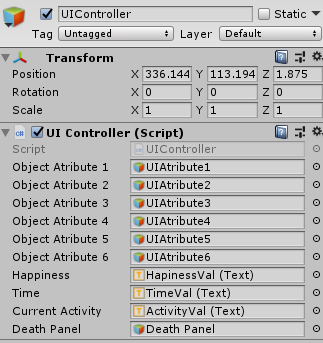 UIController Static
Tag Untagged Layer Default
Transform
Position X 336.144 Y 113.194 Z 1.875
Rotation X 0 Y 0 Z 0
Scale X 1 Y 1 Z 1
UI Controller (Script)
Script UIController
Object Atribute 1 UIAtribute1
Object Atribute 2 UIAtribute2
Object Atribute 3 UIAtribute3
Object Atribute 4 UIAtribute4
Object Atribute 5 UIAtribute5
Object Atribute 6 UIAtribute6
Happiness HapinessVal (Text)
Time TimeVal (Text)
Current Activity ActivityVal (Text)
Death Panel Death Panel